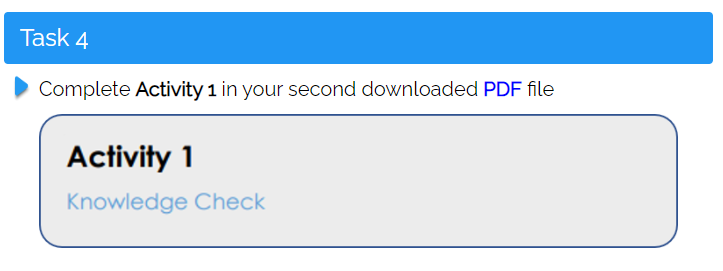 Task 4
Complete Activity 1 in your second downloaded PDF file
Activity 1
Knowledge Check